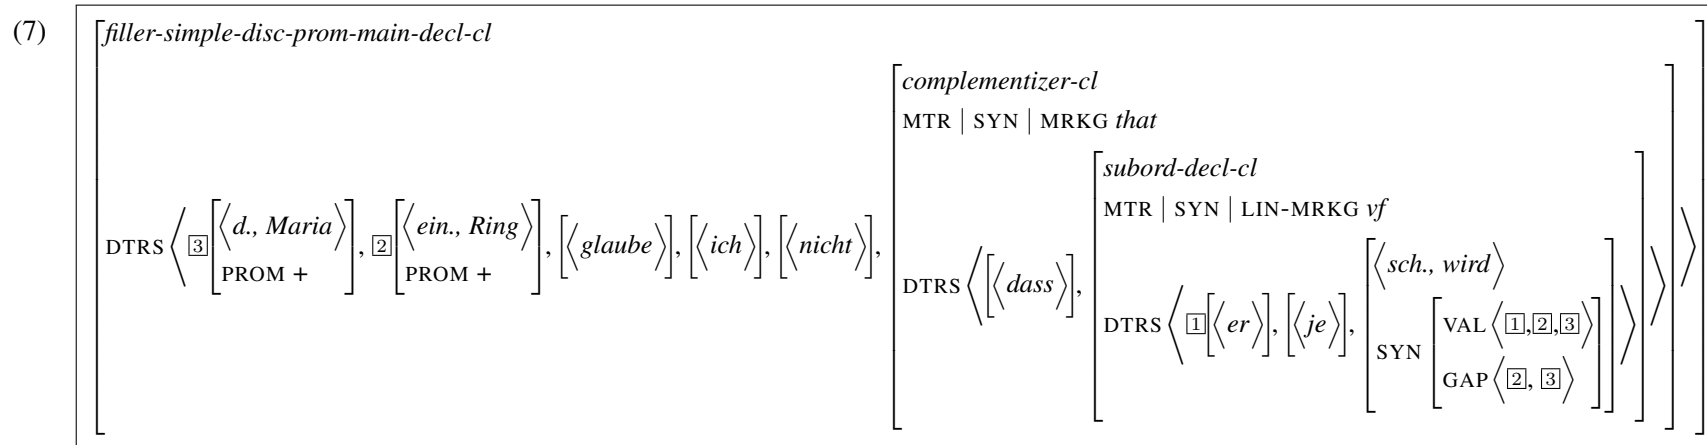 (7)
filler-simple-disc-prom-main-decl-cl
complementizer-cl
MTR | SYN | MRKG that
subord-decl-cl
MTR | SYN | LIN-MRKG vf
DTRS ⟨ [3] [⟨d., Maria⟩ PROM +], [2] [⟨ein., Ring⟩ PROM +], [⟨glaube⟩], [⟨ich⟩], [⟨nicht⟩],
DTRS ⟨ [⟨dass⟩],
DTRS ⟨ [1] [⟨er⟩], [⟨je⟩],
⟨sch., wird⟩
SYN [VAL ⟨[1],[2],[3]⟩
GAP ⟨[2], [3]⟩]